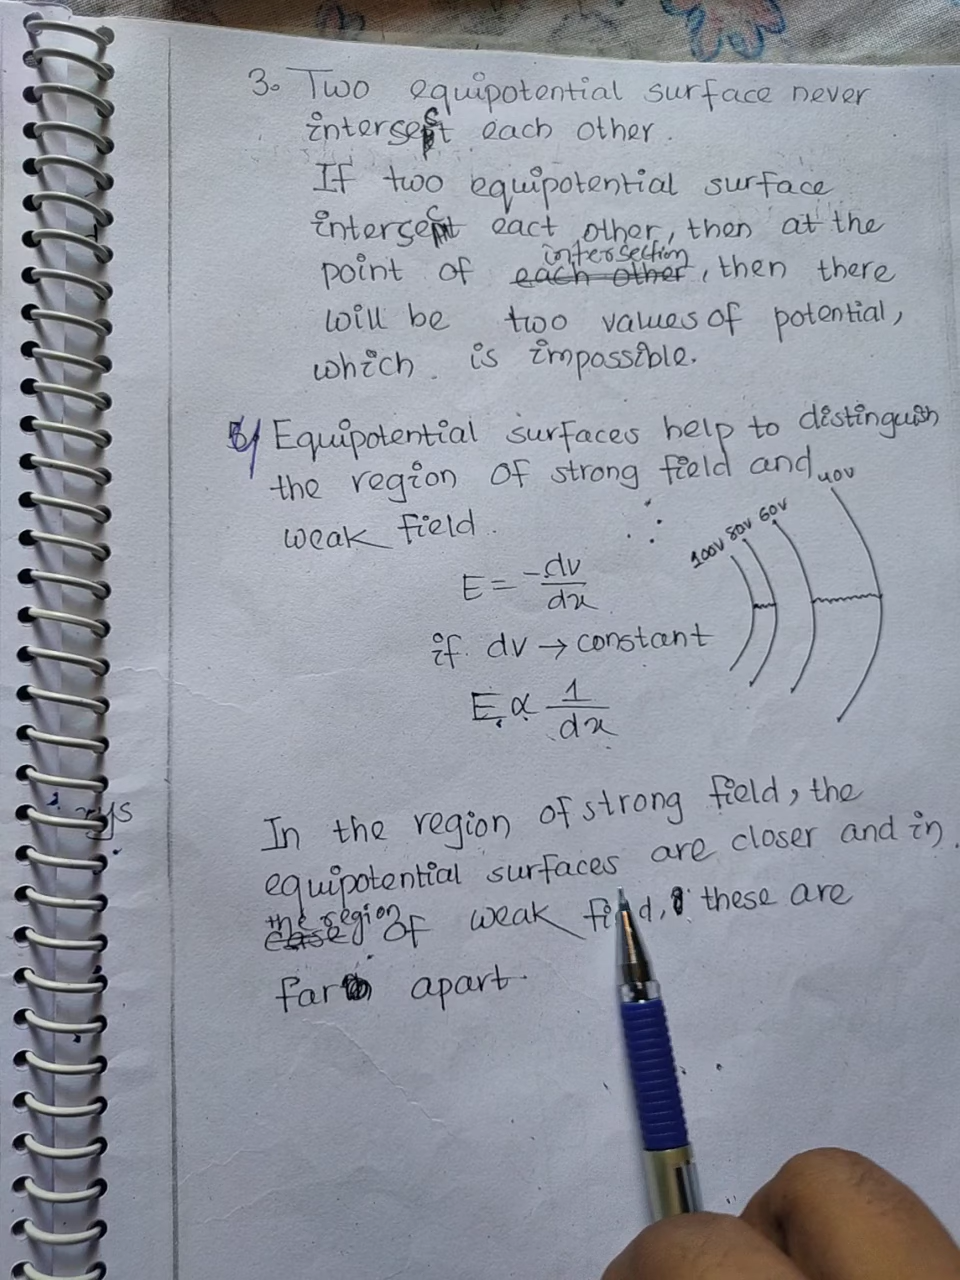 3. Two equipotential surface never
intersect each other.
If two equipotential surface
intersect eact other, then at the
intersection
point of each other, then there
will be two values of potential,
which is impossible.
Equipotential surfaces help to distinguish
the region of strong field and
weak field.
40V
60V
80V
100V
E = -dv/dx
if dv → constant
E ∝ 1/dx
In the region of strong field, the
equipotential surfaces are closer and in
the region
case of weak field, these are
far apart.